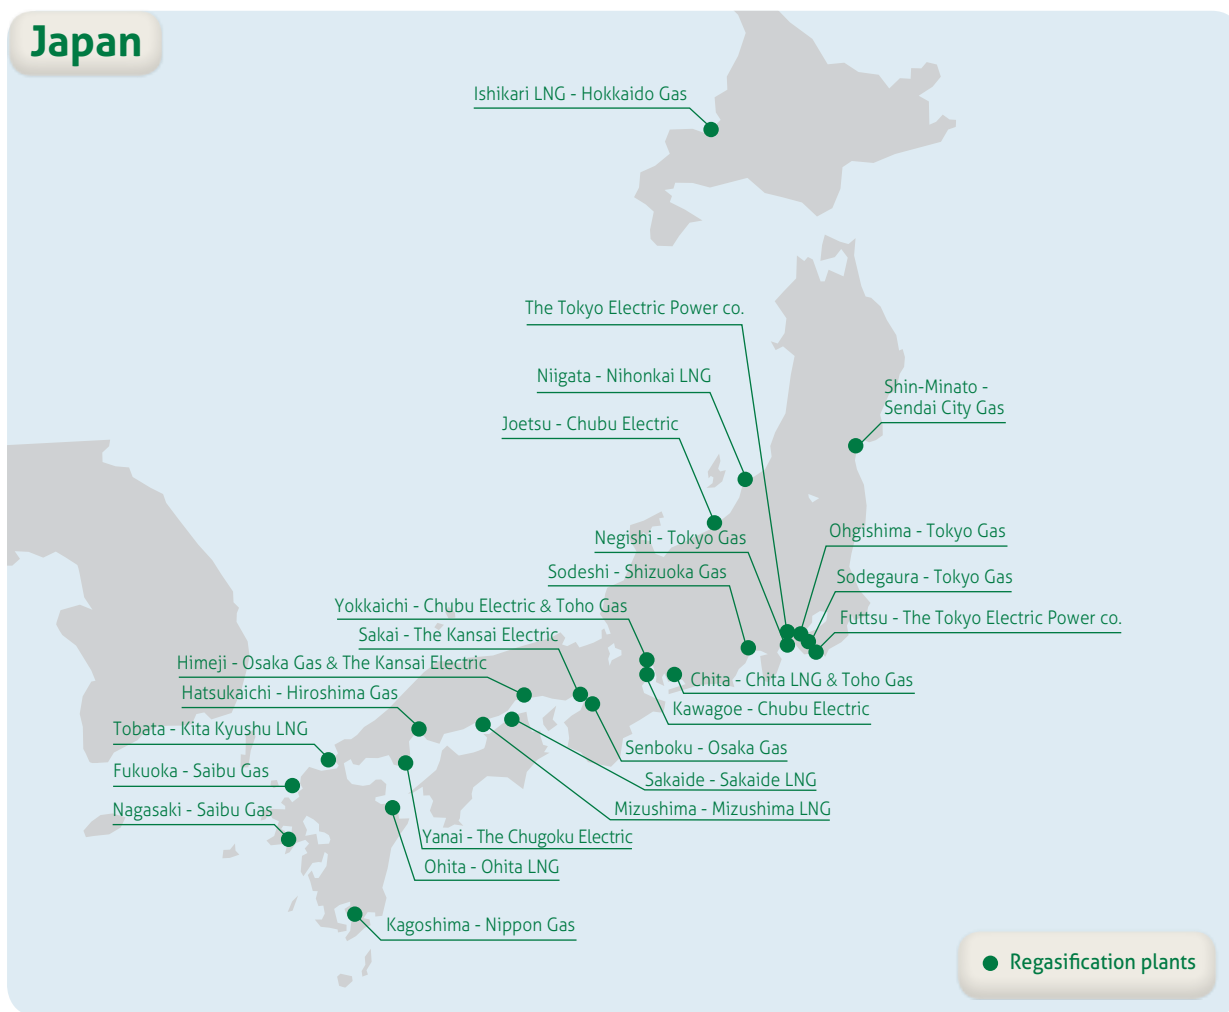 Japan
Ishikari LNG - Hokkaido Gas
The Tokyo Electric Power co.
Niigata - Nihonkai LNG
Shin-Minato -
Sendai City Gas
Joetsu - Chubu Electric
Ohgishima - Tokyo Gas
Negishi - Tokyo Gas
Sodeshi - Shizuoka Gas
Sodegaura - Tokyo Gas
Yokkaichi - Chubu Electric & Toho Gas
Futtsu - The Tokyo Electric Power co.
Sakai - The Kansai Electric
Himeji - Osaka Gas & The Kansai Electric
Chita - Chita LNG & Toho Gas
Hatsukaichi - Hiroshima Gas
Kawagoe - Chubu Electric
Tobata - Kita Kyushu LNG
Senboku - Osaka Gas
Fukuoka - Saibu Gas
Sakaide - Sakaide LNG
Nagasaki - Saibu Gas
Mizushima - Mizushima LNG
Yanai - The Chugoku Electric
Ohita - Ohita LNG
Kagoshima - Nippon Gas
Regasification plants